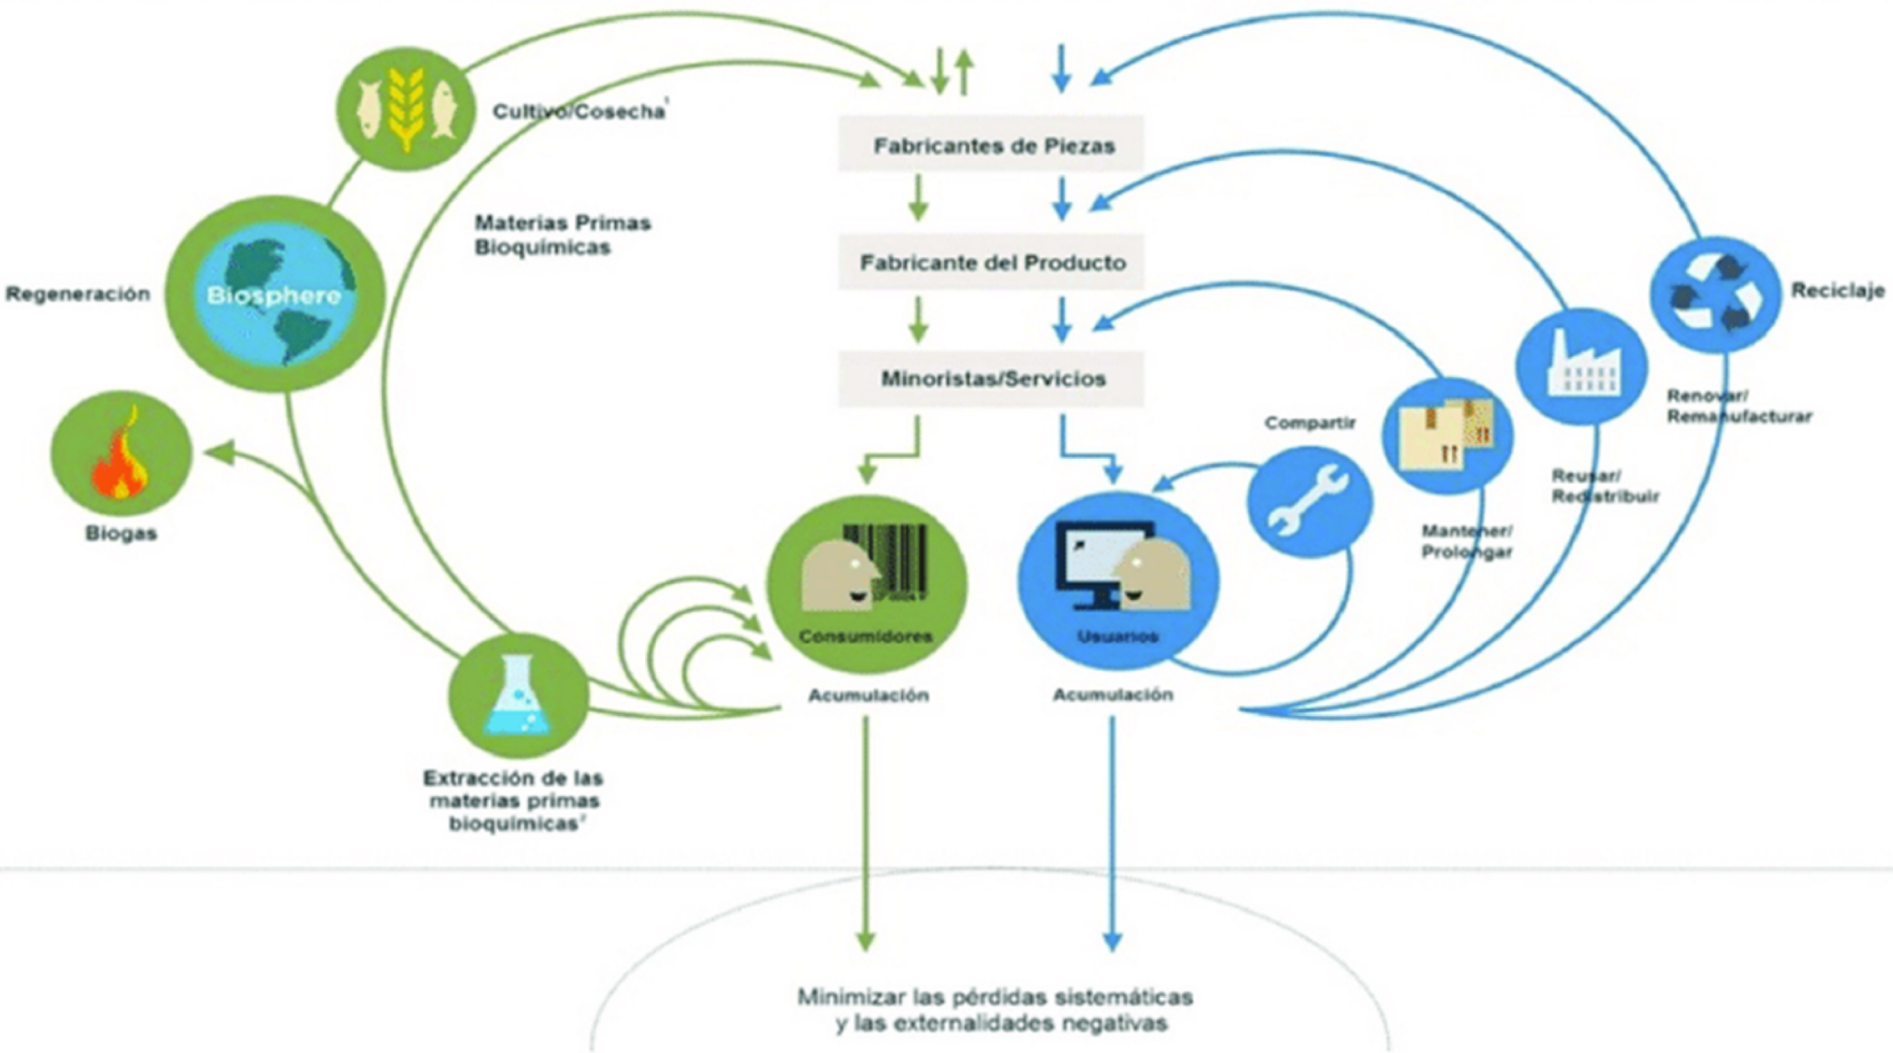 Cultivo/Cosecha¹
Fabricantes de Piezas
Materias Primas
Bioquímicas
Fabricante del Producto
Regeneración
Biosphere
Reciclaje
Minoristas/Servicios
Renovar/
Remanufacturar
Compartir
Reusar/
Redistribuir
Biogas
Mantener/
Prolongar
Consumidores
Usuarios
Acumulación
Acumulación
Extracción de las
materias primas
bioquímicas²
Minimizar las pérdidas sistemáticas
y las externalidades negativas